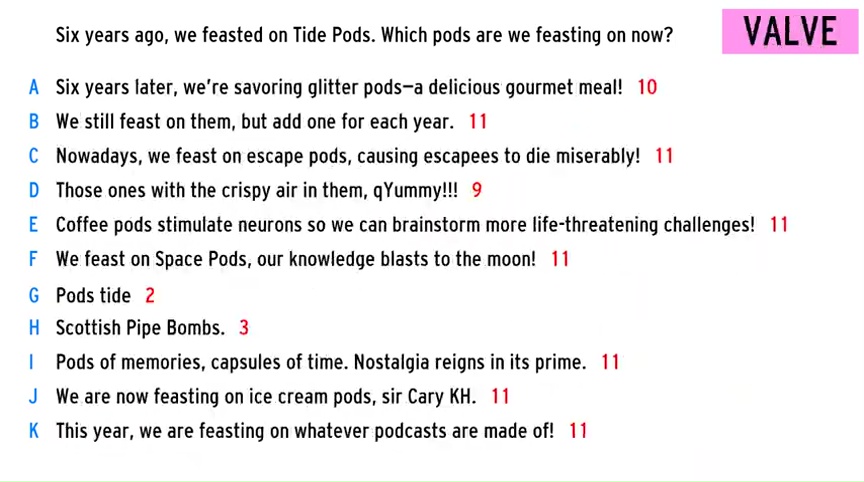 Six years ago, we feasted on Tide Pods. Which pods are we feasting on now?
VALVE
A Six years later, we're savoring glitter pods—a delicious gourmet meal! 10
B We still feast on them, but add one for each year. 11
C Nowadays, we feast on escape pods, causing escapees to die miserably! 11
D Those ones with the crispy air in them, qYummy!!! 9
E Coffee pods stimulate neurons so we can brainstorm more life-threatening challenges! 11
F We feast on Space Pods, our knowledge blasts to the moon! 11
G Pods tide 2
H Scottish Pipe Bombs. 3
I Pods of memories, capsules of time. Nostalgia reigns in its prime. 11
J We are now feasting on ice cream pods, sir Cary KH. 11
K This year, we are feasting on whatever podcasts are made of! 11